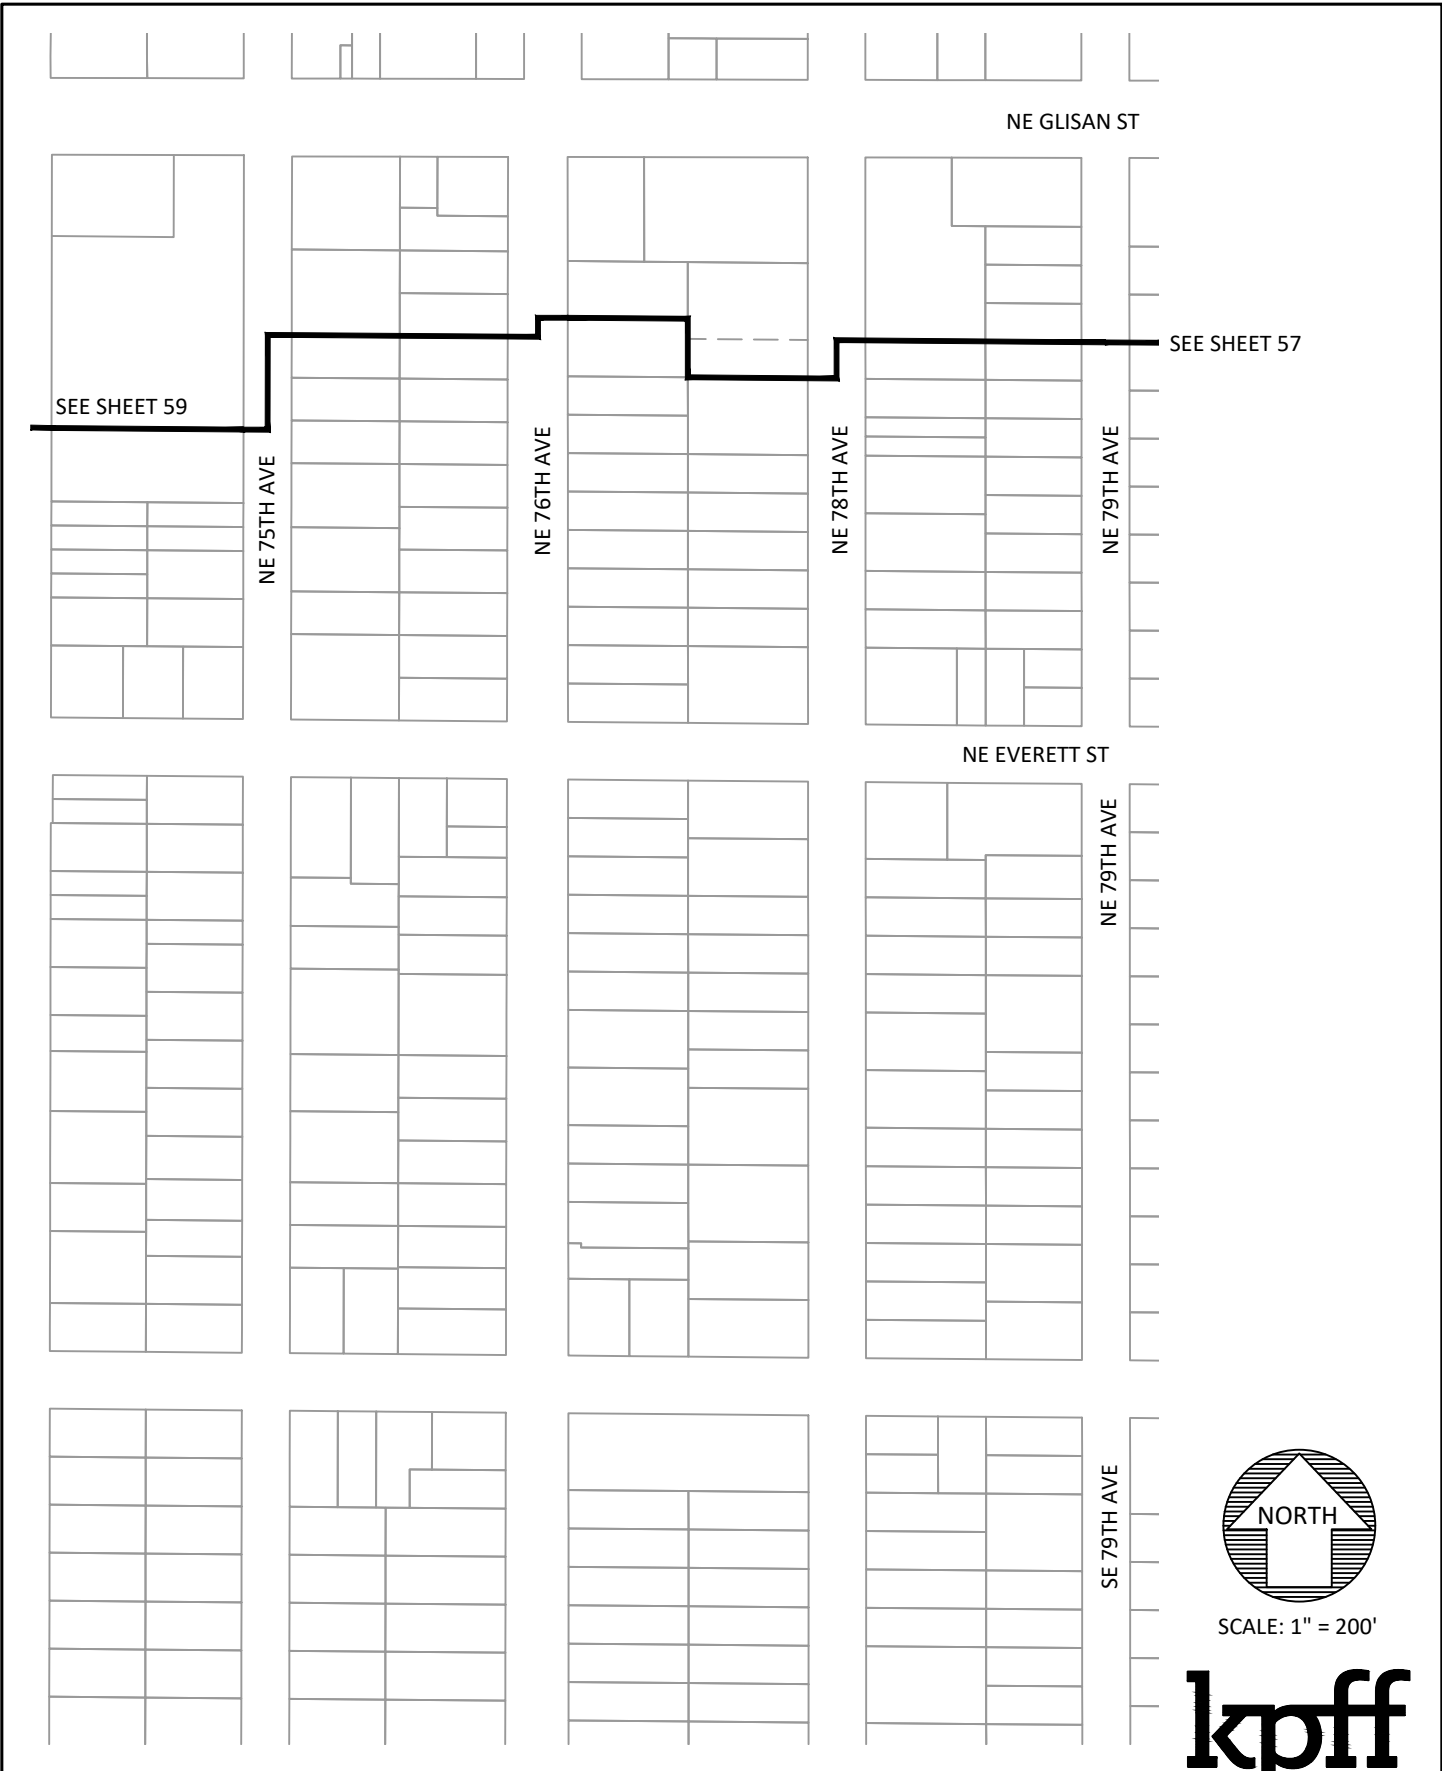 NE GLISAN ST
SEE SHEET 57
SEE SHEET 59
NE 75TH AVE
NE 76TH AVE
NE 78TH AVE
NE 79TH AVE
NE EVERETT ST
NE 79TH AVE
SE 79TH AVE
NORTH
SCALE: 1" = 200'
kpff